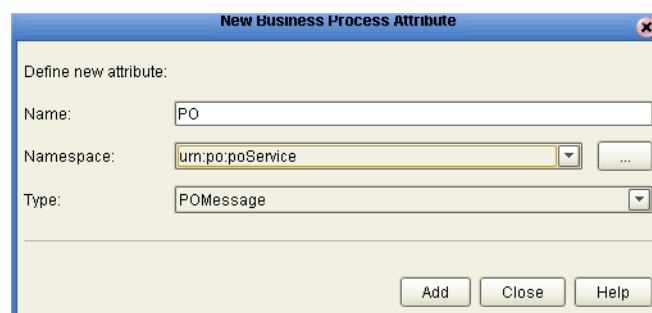 New Business Process Attribute
Define new attribute:
Name: PO
Namespace: urn:po:poService ...
Type: POMessage
Add Close Help